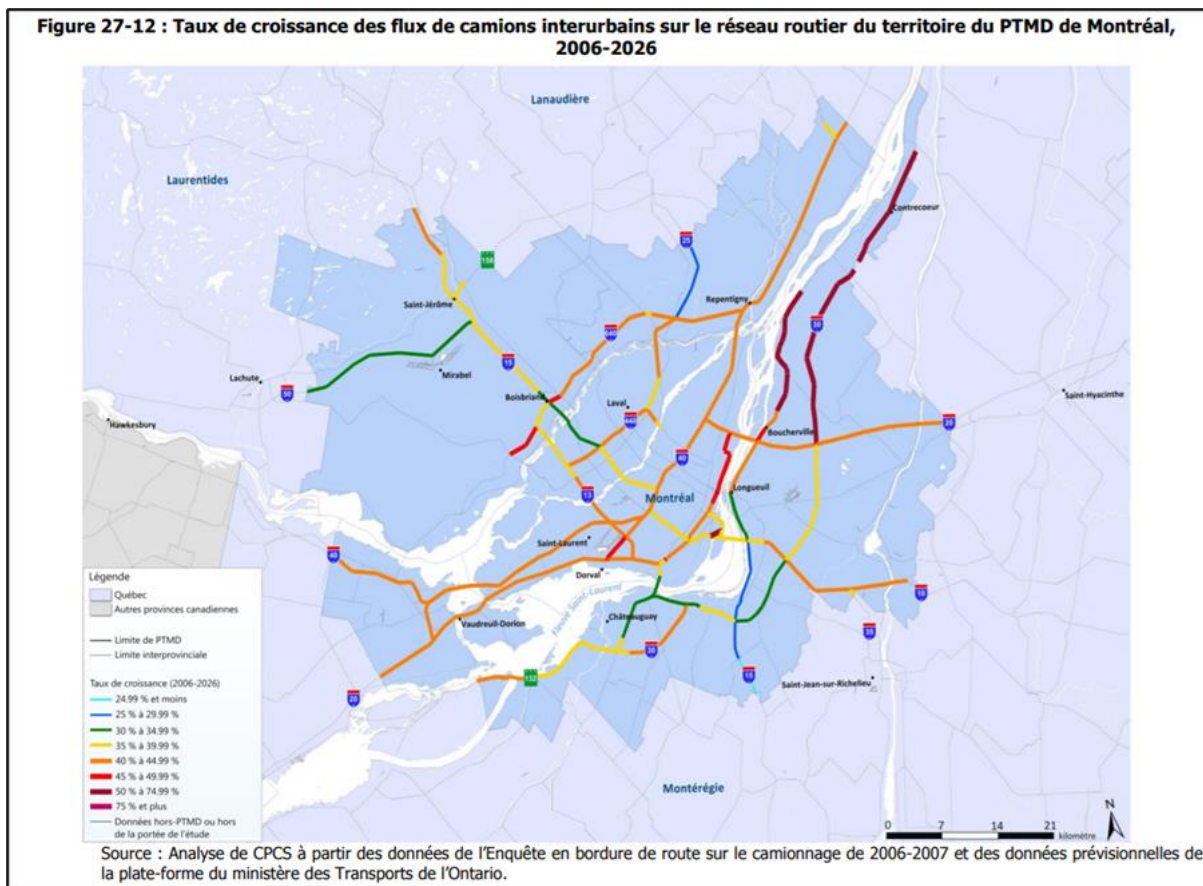 Figure 27-12 : Taux de croissance des flux de camions interurbains sur le réseau routier du territoire du PTMD de Montréal,
2006-2026
Lanaudière
Laurentides
Contrecoeur
25
158
Saint-Jérôme
Repentigny
640
30
15
Lachute
50
Mirabel
Boisbriand
Laval
Saint-Hyacinthe
Hawkesbury
440
20
Boucherville
40
13
Montréal
Longueuil
Saint-Laurent
40
Dorval
Fleuve Saint-Laurent
10
Châteauguay
Vaudreuil-Dorion
35
30
132
15
Saint-Jean-sur-Richelieu
20
Montérégie
Légende
Québec
Autres provinces canadiennes
Limite de PTMD
Limite interprovinciale
Taux de croissance (2006-2026)
24.99 % et moins
25 % à 29.99 %
30 % à 34.99 %
35 % à 39.99 %
40 % à 44.99 %
45 % à 49.99 %
50 % à 74.99 %
75 % et plus
Données hors-PTMD ou hors
de la portée de l'étude
N
0 7 14 21
kilomètre
Source : Analyse de CPCS à partir des données de l'Enquête en bordure de route sur le camionnage de 2006-2007 et des données prévisionnelles de
la plate-forme du ministère des Transports de l'Ontario.